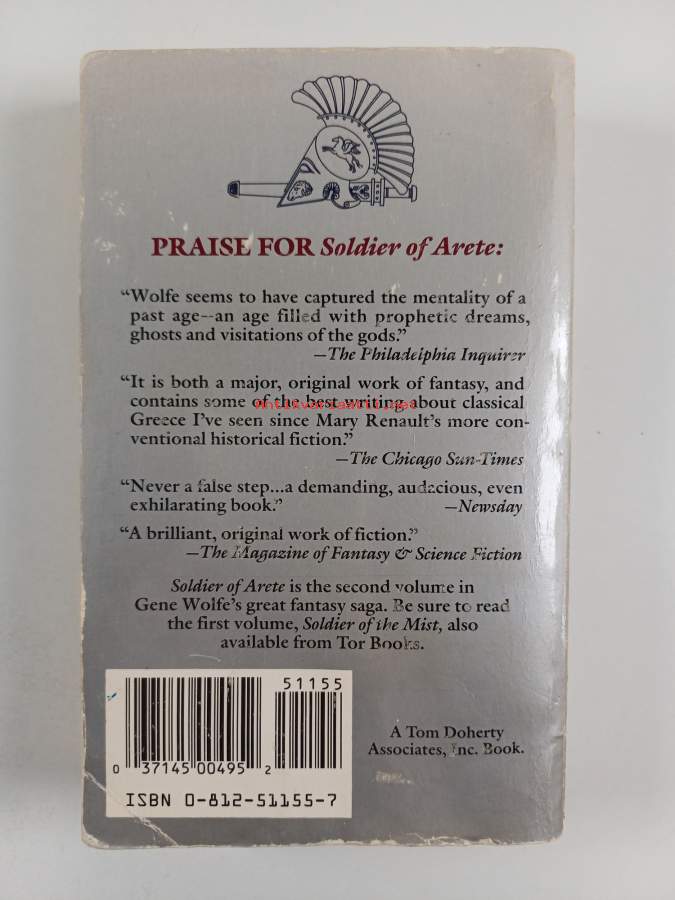 PRAISE FOR Soldier of Arete:
“Wolfe seems to have captured the mentality of a
past age--an age filled with prophetic dreams,
ghosts and visitations of the gods.”
—The Philadelphia Inquirer
“It is both a major, original work of fantasy, and
contains some of the best writing about classical
antikvariaatti.net
Greece I've seen since Mary Renault's more con-
ventional historical fiction.”
—The Chicago Sun-Times
“Never a false step...a demanding, audacious, even
exhilarating book.” —Newsday
“A brilliant, original work of fiction.”
—The Magazine of Fantasy & Science Fiction
Soldier of Arete is the second volume in
Gene Wolfe's great fantasy saga. Be sure to read
the first volume, Soldier of the Mist, also
available from Tor Books.
51155
A Tom Doherty
Associates, Inc. Book.
0 37145 00495 2
ISBN 0-812-51155-7